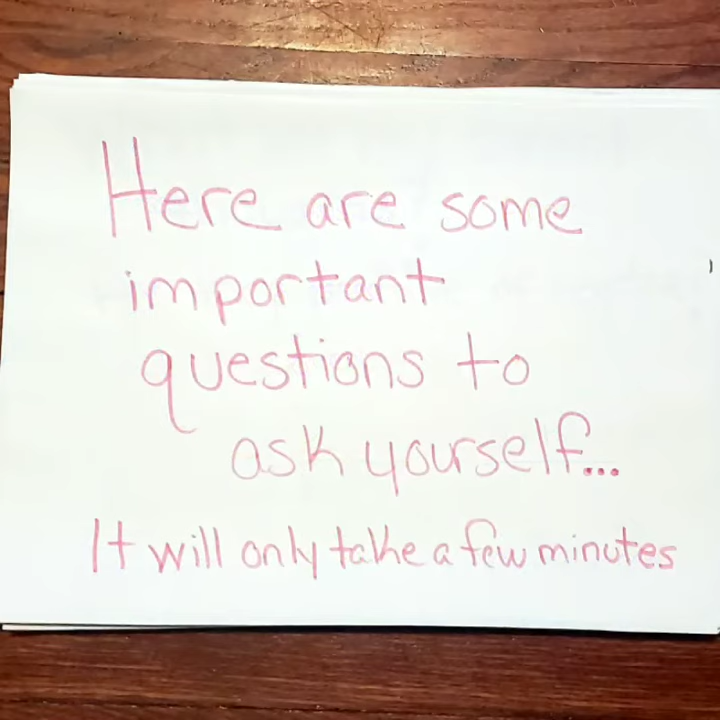 Here are some
important
questions to
ask yourself...
It will only take a few minutes